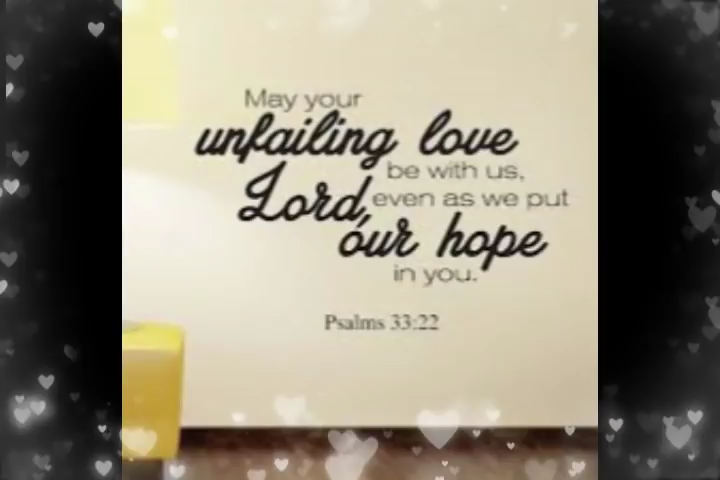 May your
unfailing love
be with us,
Lord, even as we put
our hope
in you.
Psalms 33:22